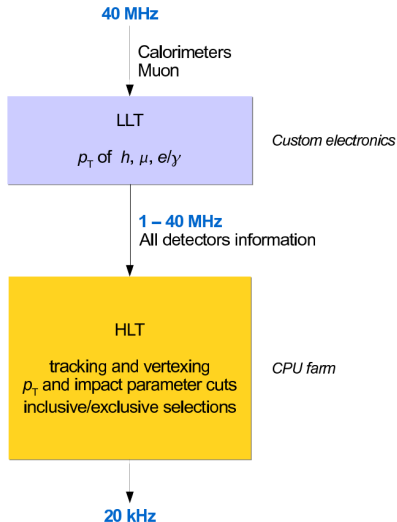 40 MHz
Calorimeters
Muon
LLT
pT of h, μ, e/γ
Custom electronics
1 – 40 MHz
All detectors information
HLT
tracking and vertexing
pT and impact parameter cuts
inclusive/exclusive selections
CPU farm
20 kHz